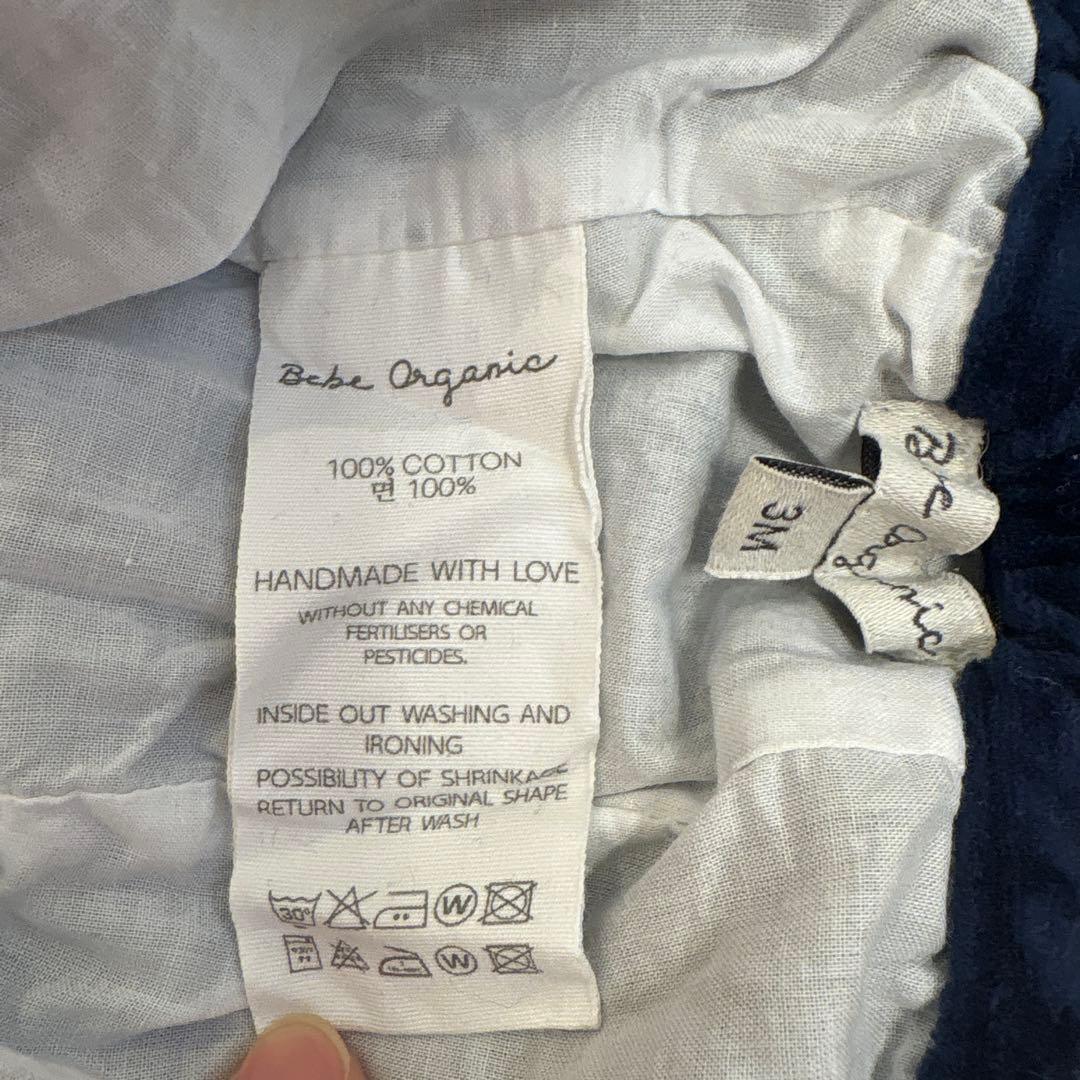 Bebe Organic
100% COTTON
면 100%
HANDMADE WITH LOVE
WITHOUT ANY CHEMICAL
FERTILISERS OR
PESTICIDES.
INSIDE OUT WASHING AND
IRONING
POSSIBILITY OF SHRINKAGE
RETURN TO ORIGINAL SHAPE
AFTER WASH
30°
W
W
3M